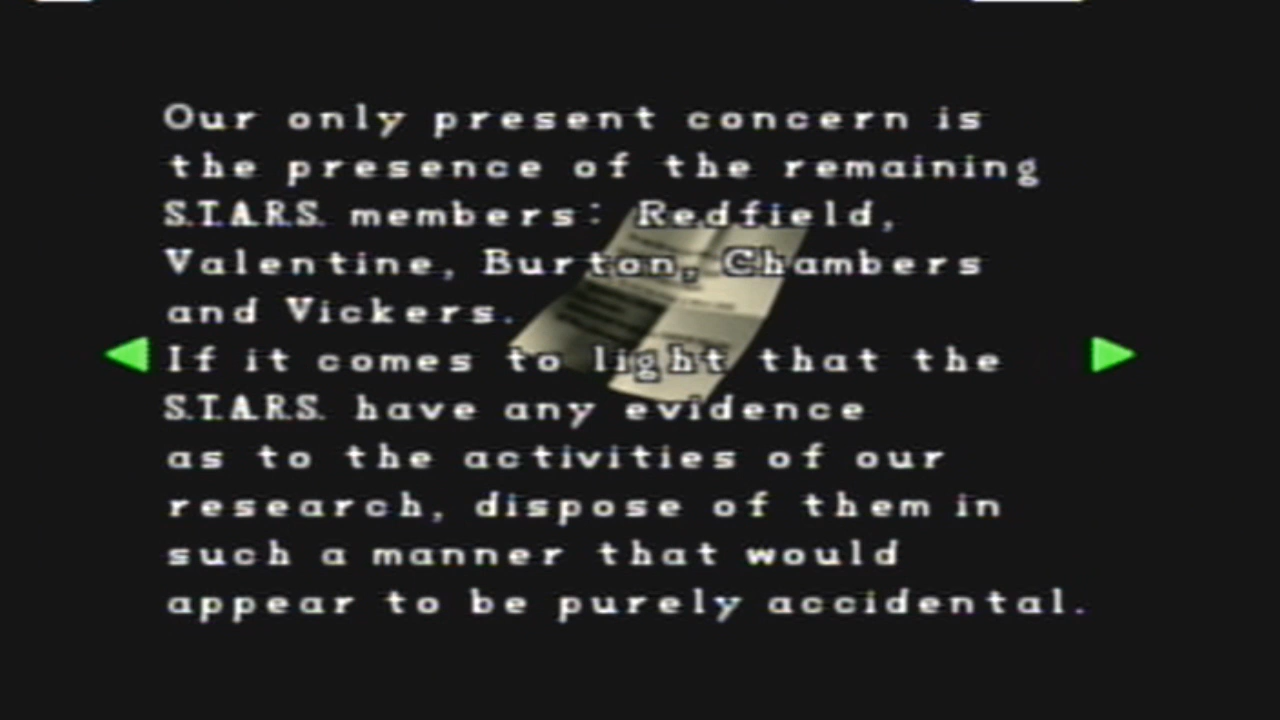 Our only present concern is
the presence of the remaining
S.T.A.R.S. members: Redfield,
Valentine, Burton, Chambers
and Vickers.
If it comes to light that the
S.T.A.R.S. have any evidence
as to the activities of our
research, dispose of them in
such a manner that would
appear to be purely accidental.